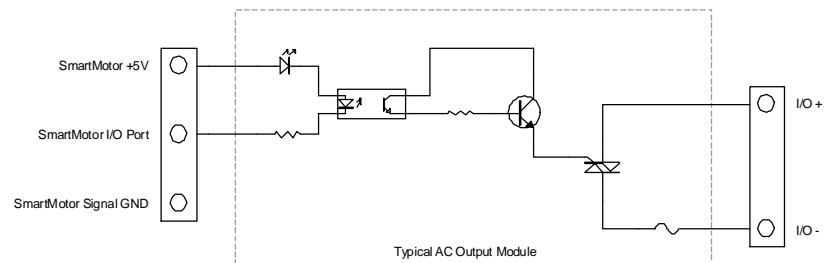 SmartMotor +5V
I/O +
SmartMotor I/O Port
SmartMotor Signal GND
I/O -
Typical AC Output Module